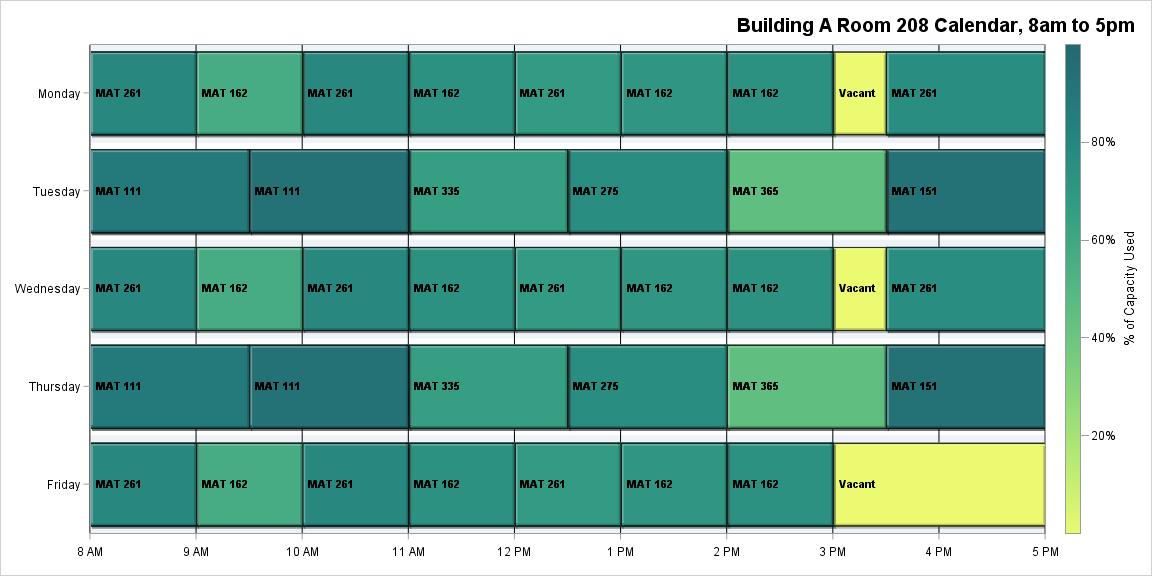 Building A Room 208 Calendar, 8am to 5pm
Monday
MAT 261
MAT 162
MAT 261
MAT 162
MAT 261
MAT 162
MAT 162
Vacant
MAT 261
Tuesday
MAT 111
MAT 111
MAT 335
MAT 275
MAT 365
MAT 151
Wednesday
MAT 261
MAT 162
MAT 261
MAT 162
MAT 261
MAT 162
MAT 162
Vacant
MAT 261
Thursday
MAT 111
MAT 111
MAT 335
MAT 275
MAT 365
MAT 151
Friday
MAT 261
MAT 162
MAT 261
MAT 162
MAT 261
MAT 162
MAT 162
Vacant
8 AM
9 AM
10 AM
11 AM
12 PM
1 PM
2 PM
3 PM
4 PM
5 PM
80%
60%
40%
20%
% of Capacity Used